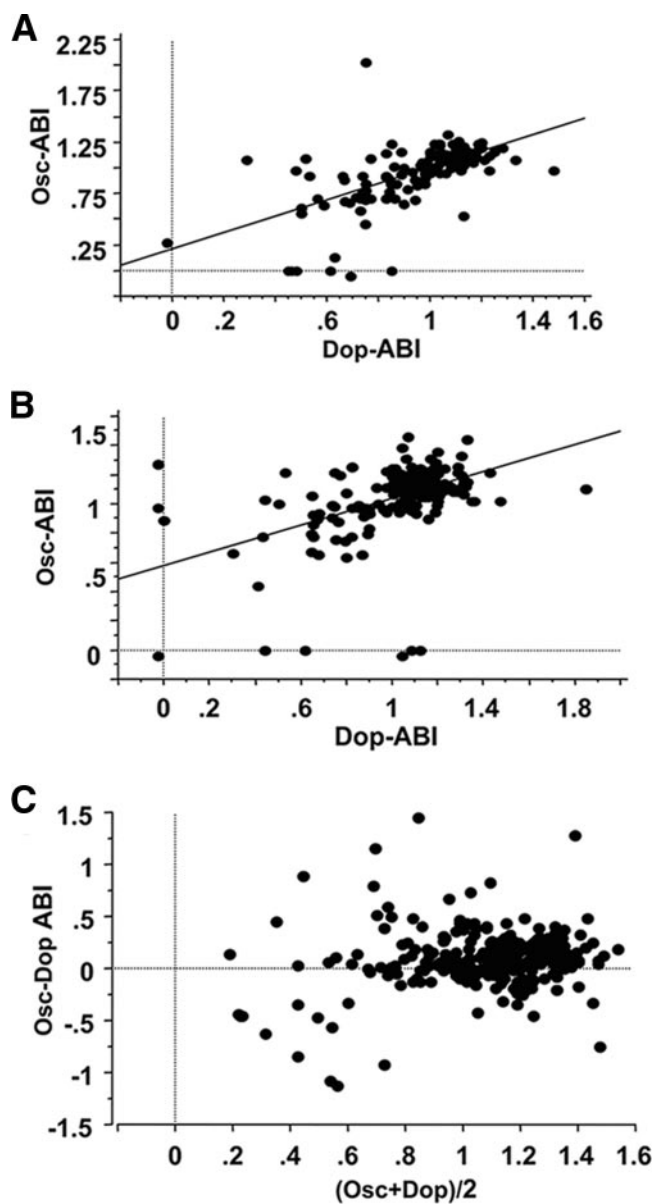 A
Osc-ABI
2.25
1.75
1.25
.75
.25
0 .2 .6 1 1.4 1.6
Dop-ABI
B
Osc-ABI
1.5
1
.5
0
0 .2 .6 1 1.4 1.8
Dop-ABI
C
Osc-Dop ABI
1.5
1
.5
0
-.5
-1
-1.5
0 .2 .4 .6 .8 1 1.2 1.4 1.6
(Osc+Dop)/2